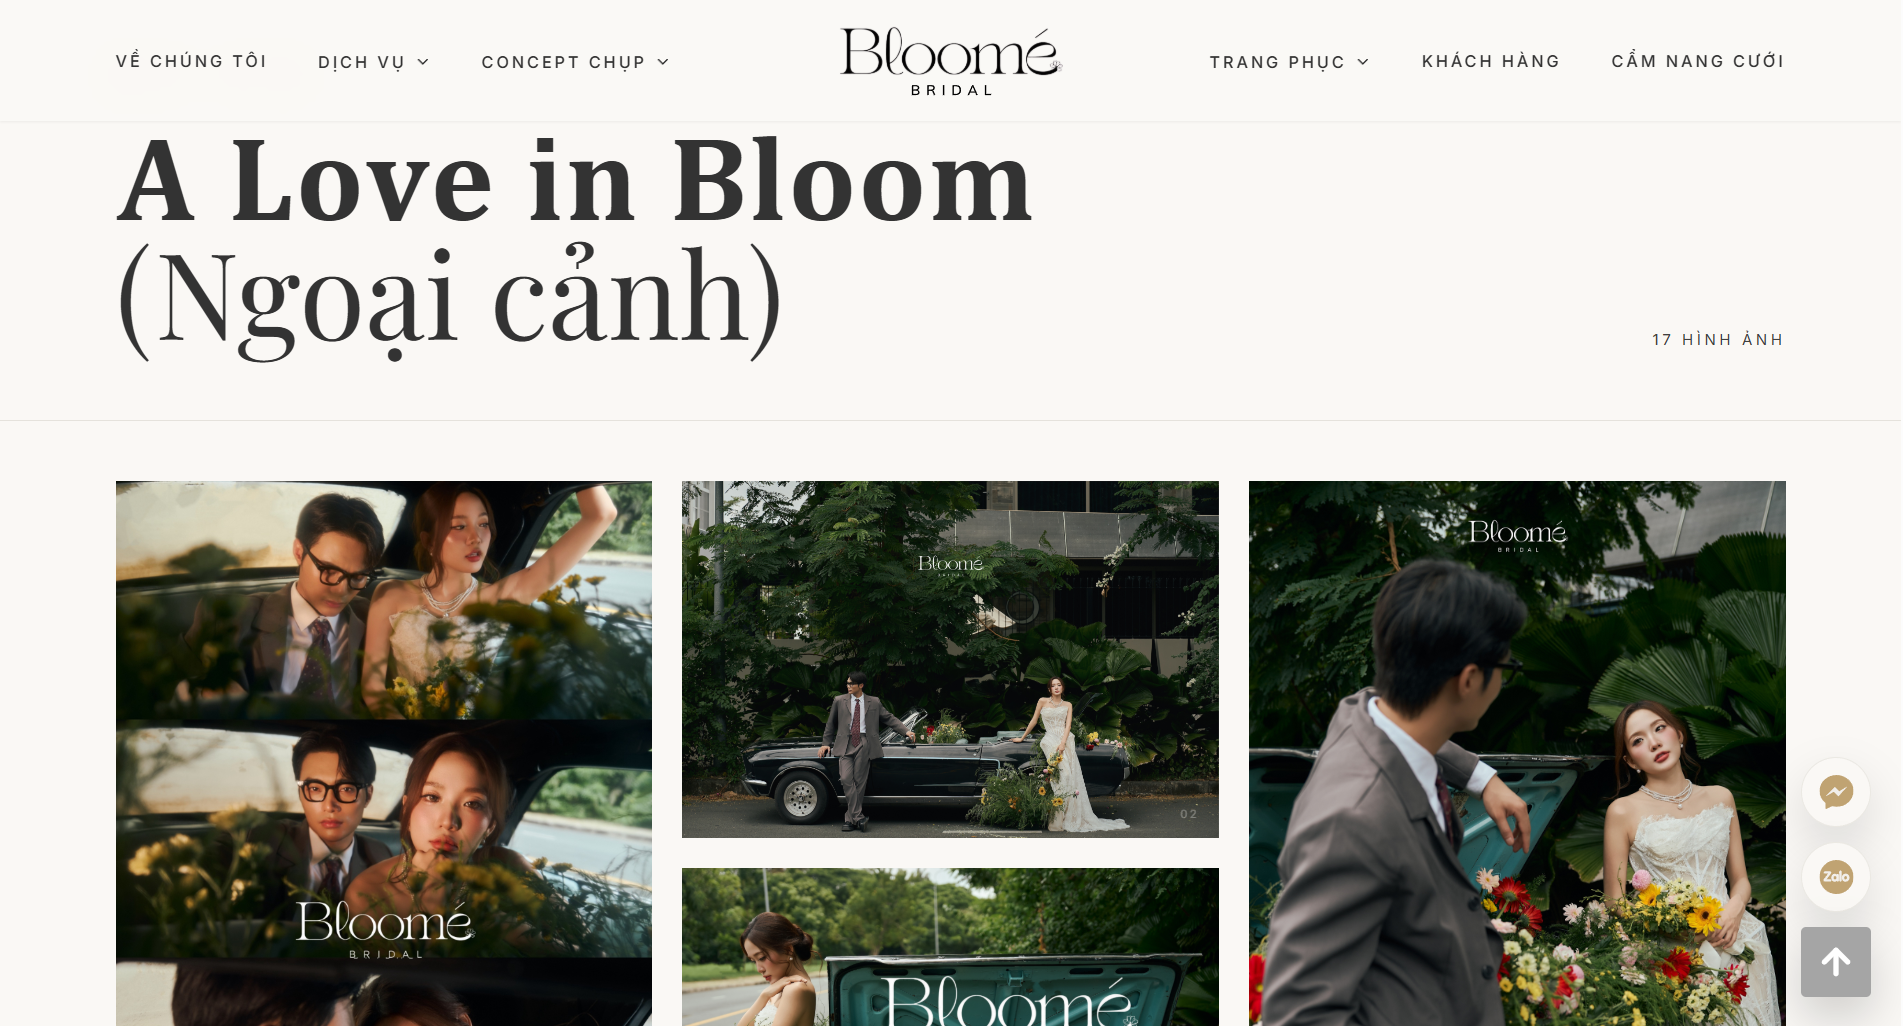 VỀ CHÚNG TÔI
DỊCH VỤ
CONCEPT CHỤP
Bloomé
BRIDAL
TRANG PHỤC
KHÁCH HÀNG
CẨM NANG CƯỚI
A Love in Bloom
(Ngoại cảnh)
17 HÌNH ẢNH
Bloomé
BRIDAL
Bloomé
BRIDAL
02
Bloomé
Bloomé
BRIDAL
Zalo